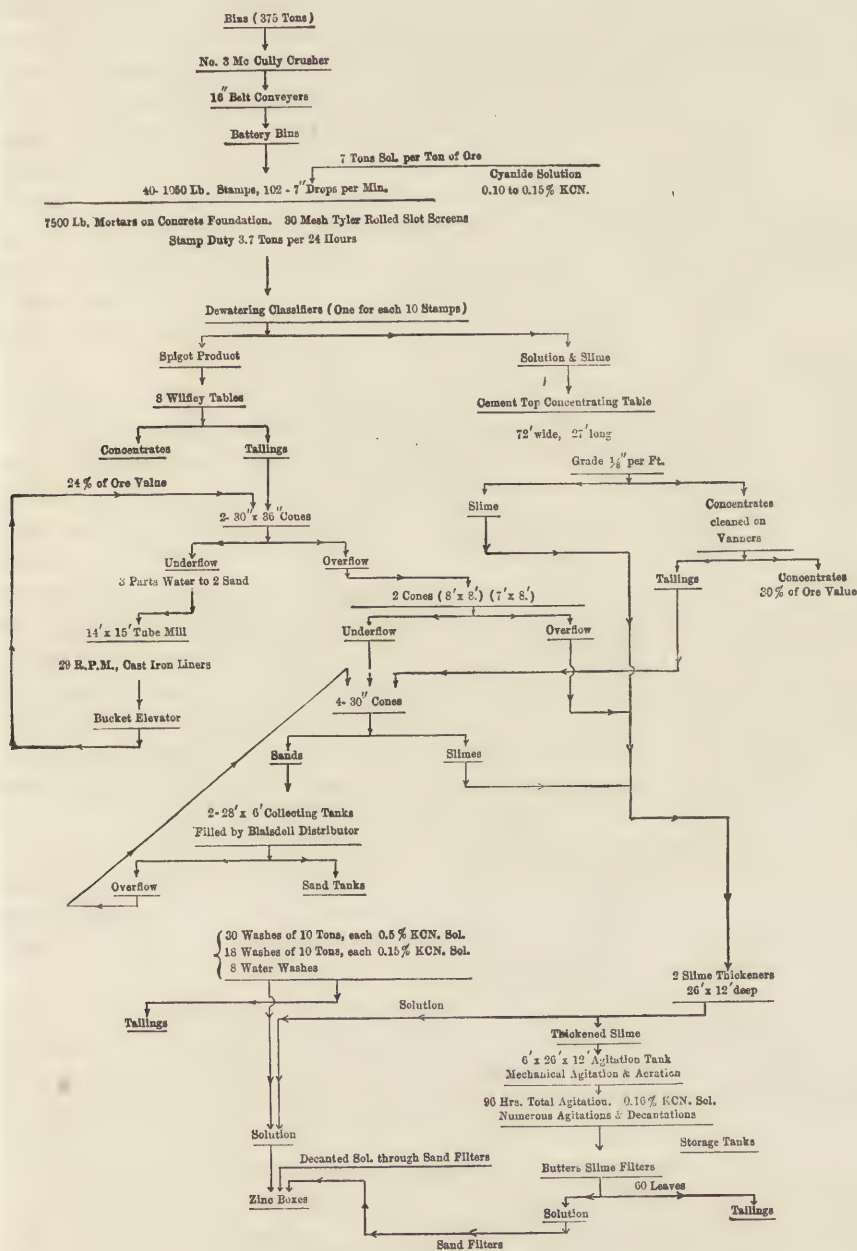 Bins (375 Tons)
No. 3 Mc Cully Crusher
16" Belt Conveyers
Battery Bins
7 Tons Sol. per Ton of Ore
Cyanide Solution
40- 1050 Lb. Stamps, 102 - 7" Drops per Min.
0.10 to 0.15% KCN.
7500 Lb. Mortars on Concrete Foundation. 30 Mesh Tyler Rolled Slot Screens
Stamp Duty 3.7 Tons per 24 Hours
Dewatering Classifiers (One for each 10 Stamps)
Spigot Product
Solution & Slime
8 Wilfley Tables
Cement Top Concentrating Table
72' wide, 27' long
Concentrates
Tailings
Grade 1/8" per Ft.
24% of Ore Value
Slime
Concentrates
cleaned on
Vanners
2- 30" x 36" Cones
Underflow
Overflow
3 Parts Water to 2 Sand
Tailings
Concentrates
30% of Ore Value
2 Cones (8' x 8.') (7' x 8.')
14' x 15' Tube Mill
Underflow
Overflow
29 R.P.M., Cast Iron Liners
4- 30" Cones
Bucket Elevator
Sands
Slimes
2- 28' x 6' Collecting Tanks
Filled by Blaisdell Distributor
Overflow
Sand Tanks
30 Washes of 10 Tons, each 0.5% KCN. Sol.
18 Washes of 10 Tons, each 0.15% KCN. Sol.
8 Water Washes
2 Slime Thickeners
26' x 12' deep
Solution
Tailings
Thickened Slime
6' x 26' x 12' Agitation Tank
Mechanical Agitation & Aeration
96 Hrs. Total Agitation. 0.16% KCN. Sol.
Numerous Agitations & Decantations
Solution
Storage Tanks
Decanted Sol. through Sand Filters
Butters Slime Filters
60 Leaves
Zinc Boxes
Solution
Tailings
Sand Filters